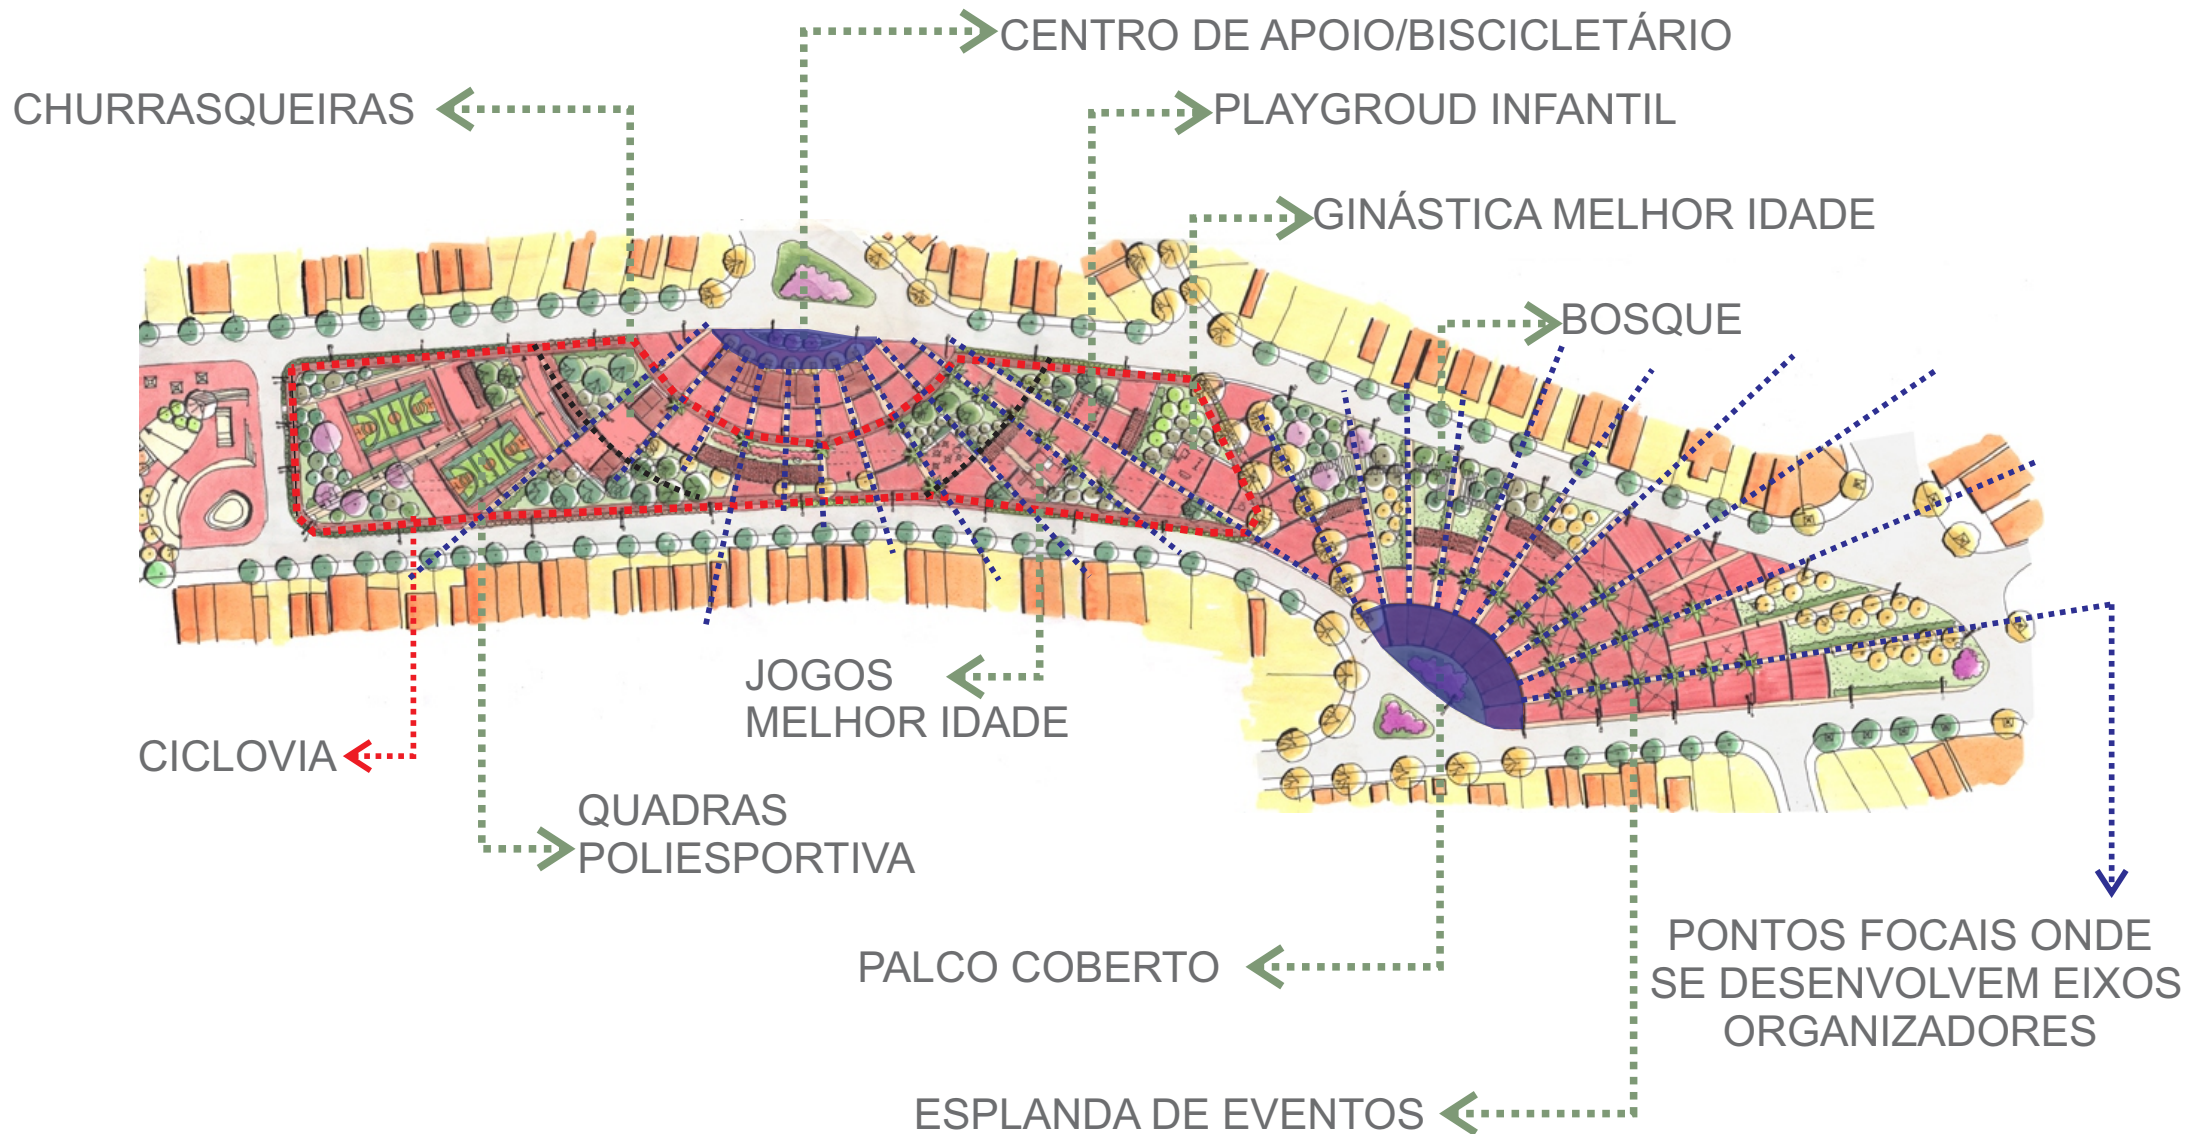 CENTRO DE APOIO/BISCICLETÁRIO
CHURRASQUEIRAS
PLAYGROUD INFANTIL
GINÁSTICA MELHOR IDADE
BOSQUE
JOGOS
MELHOR IDADE
CICLOVIA
QUADRAS
POLIESPORTIVA
PALCO COBERTO
PONTOS FOCAIS ONDE
SE DESENVOLVEM EIXOS
ORGANIZADORES
ESPLANDA DE EVENTOS